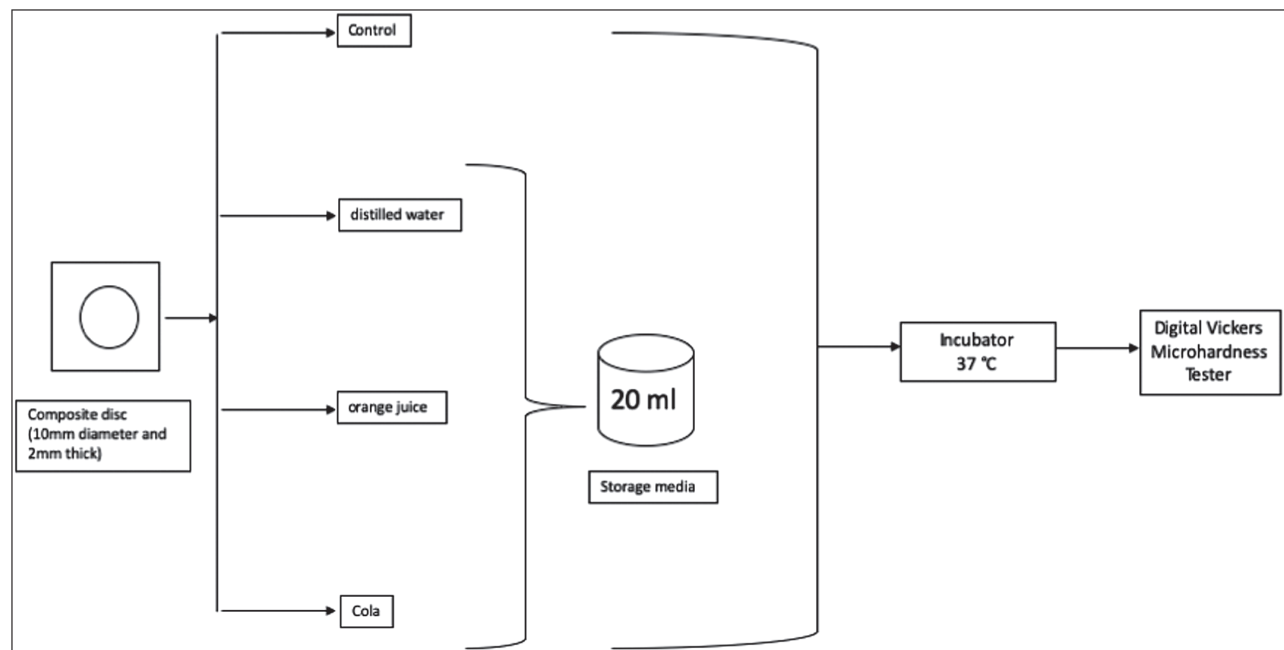 Control
distilled water
Composite disc
(10mm diameter and
2mm thick)
orange juice
Cola
20 ml
Storage media
Incubator
37 °C
Digital Vickers
Microhardness
Tester